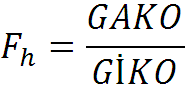 F_h = GAKO / GİKO